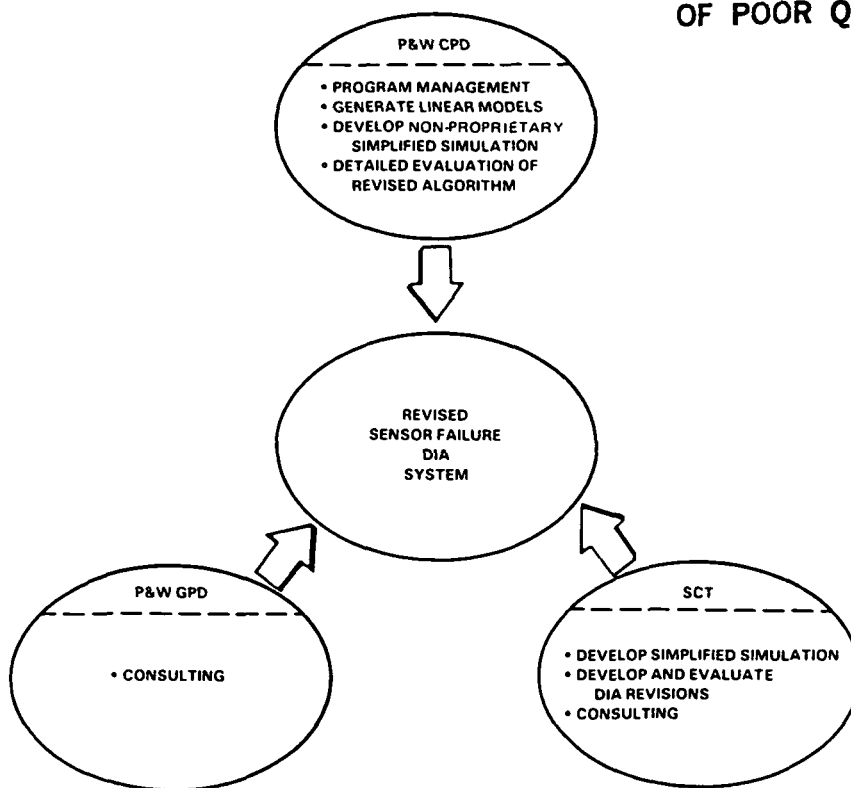 OF POOR Q
P&W CPD
• PROGRAM MANAGEMENT
• GENERATE LINEAR MODELS
• DEVELOP NON-PROPRIETARY
SIMPLIFIED SIMULATION
• DETAILED EVALUATION OF
REVISED ALGORITHM
REVISED
SENSOR FAILURE
DIA
SYSTEM
P&W GPD
• CONSULTING
SCT
• DEVELOP SIMPLIFIED SIMULATION
• DEVELOP AND EVALUATE
DIA REVISIONS
• CONSULTING